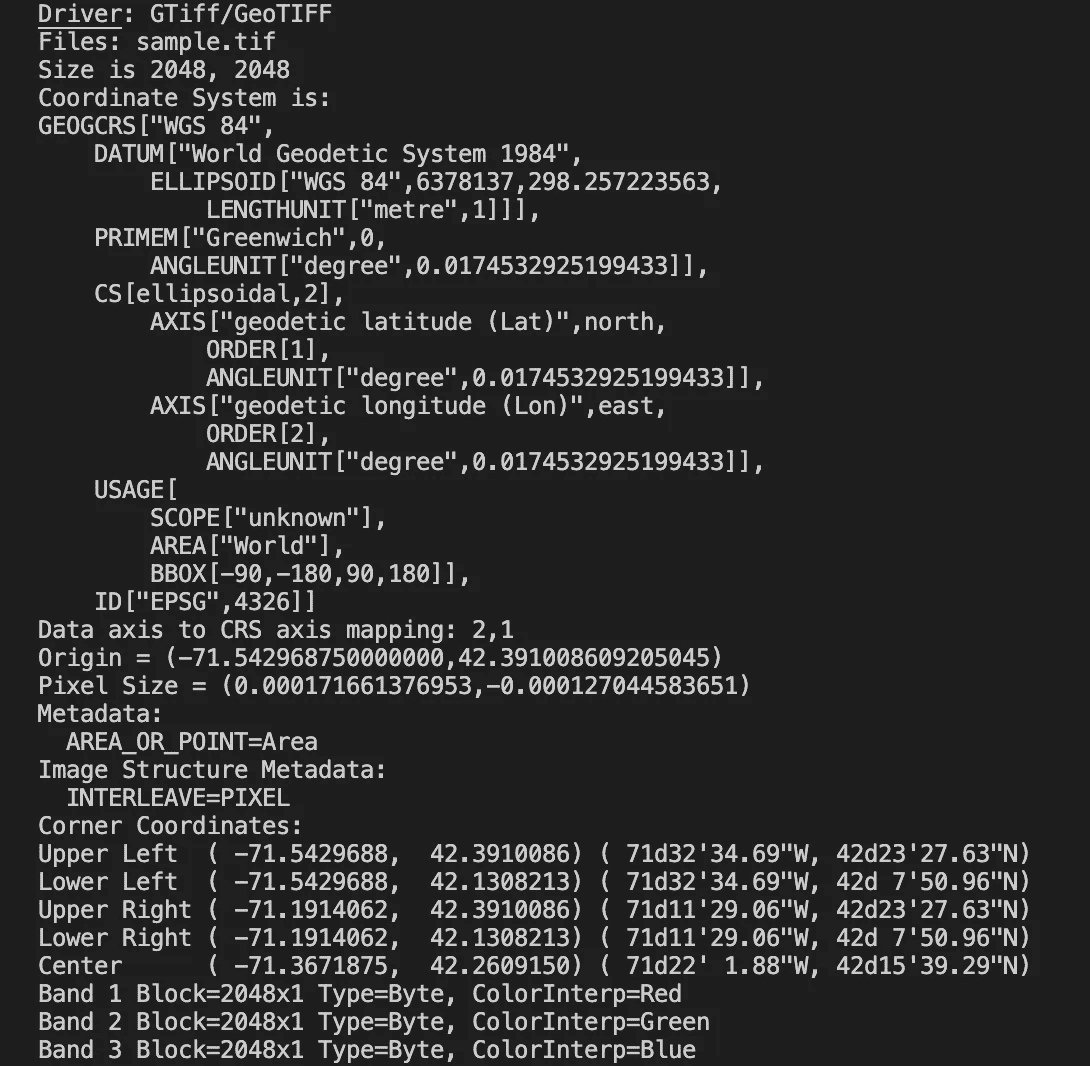 Driver: GTiff/GeoTIFF
Files: sample.tif
Size is 2048, 2048
Coordinate System is:
GEOGCRS["WGS 84",
    DATUM["World Geodetic System 1984",
        ELLIPSOID["WGS 84",6378137,298.257223563,
            LENGTHUNIT["metre",1]]],
    PRIMEM["Greenwich",0,
        ANGLEUNIT["degree",0.0174532925199433]],
    CS[ellipsoidal,2],
        AXIS["geodetic latitude (Lat)",north,
            ORDER[1],
            ANGLEUNIT["degree",0.0174532925199433]],
        AXIS["geodetic longitude (Lon)",east,
            ORDER[2],
            ANGLEUNIT["degree",0.0174532925199433]],
    USAGE[
        SCOPE["unknown"],
        AREA["World"],
        BBOX[-90,-180,90,180]],
    ID["EPSG",4326]]
Data axis to CRS axis mapping: 2,1
Origin = (-71.542968750000000,42.391008609205045)
Pixel Size = (0.000171661376953,-0.000127044583651)
Metadata:
  AREA_OR_POINT=Area
Image Structure Metadata:
  INTERLEAVE=PIXEL
Corner Coordinates:
Upper Left  ( -71.5429688,  42.3910086) ( 71d32'34.69"W, 42d23'27.63"N)
Lower Left  ( -71.5429688,  42.1308213) ( 71d32'34.69"W, 42d 7'50.96"N)
Upper Right ( -71.1914062,  42.3910086) ( 71d11'29.06"W, 42d23'27.63"N)
Lower Right ( -71.1914062,  42.1308213) ( 71d11'29.06"W, 42d 7'50.96"N)
Center      ( -71.3671875,  42.2609150) ( 71d22' 1.88"W, 42d15'39.29"N)
Band 1 Block=2048x1 Type=Byte, ColorInterp=Red
Band 2 Block=2048x1 Type=Byte, ColorInterp=Green
Band 3 Block=2048x1 Type=Byte, ColorInterp=Blue